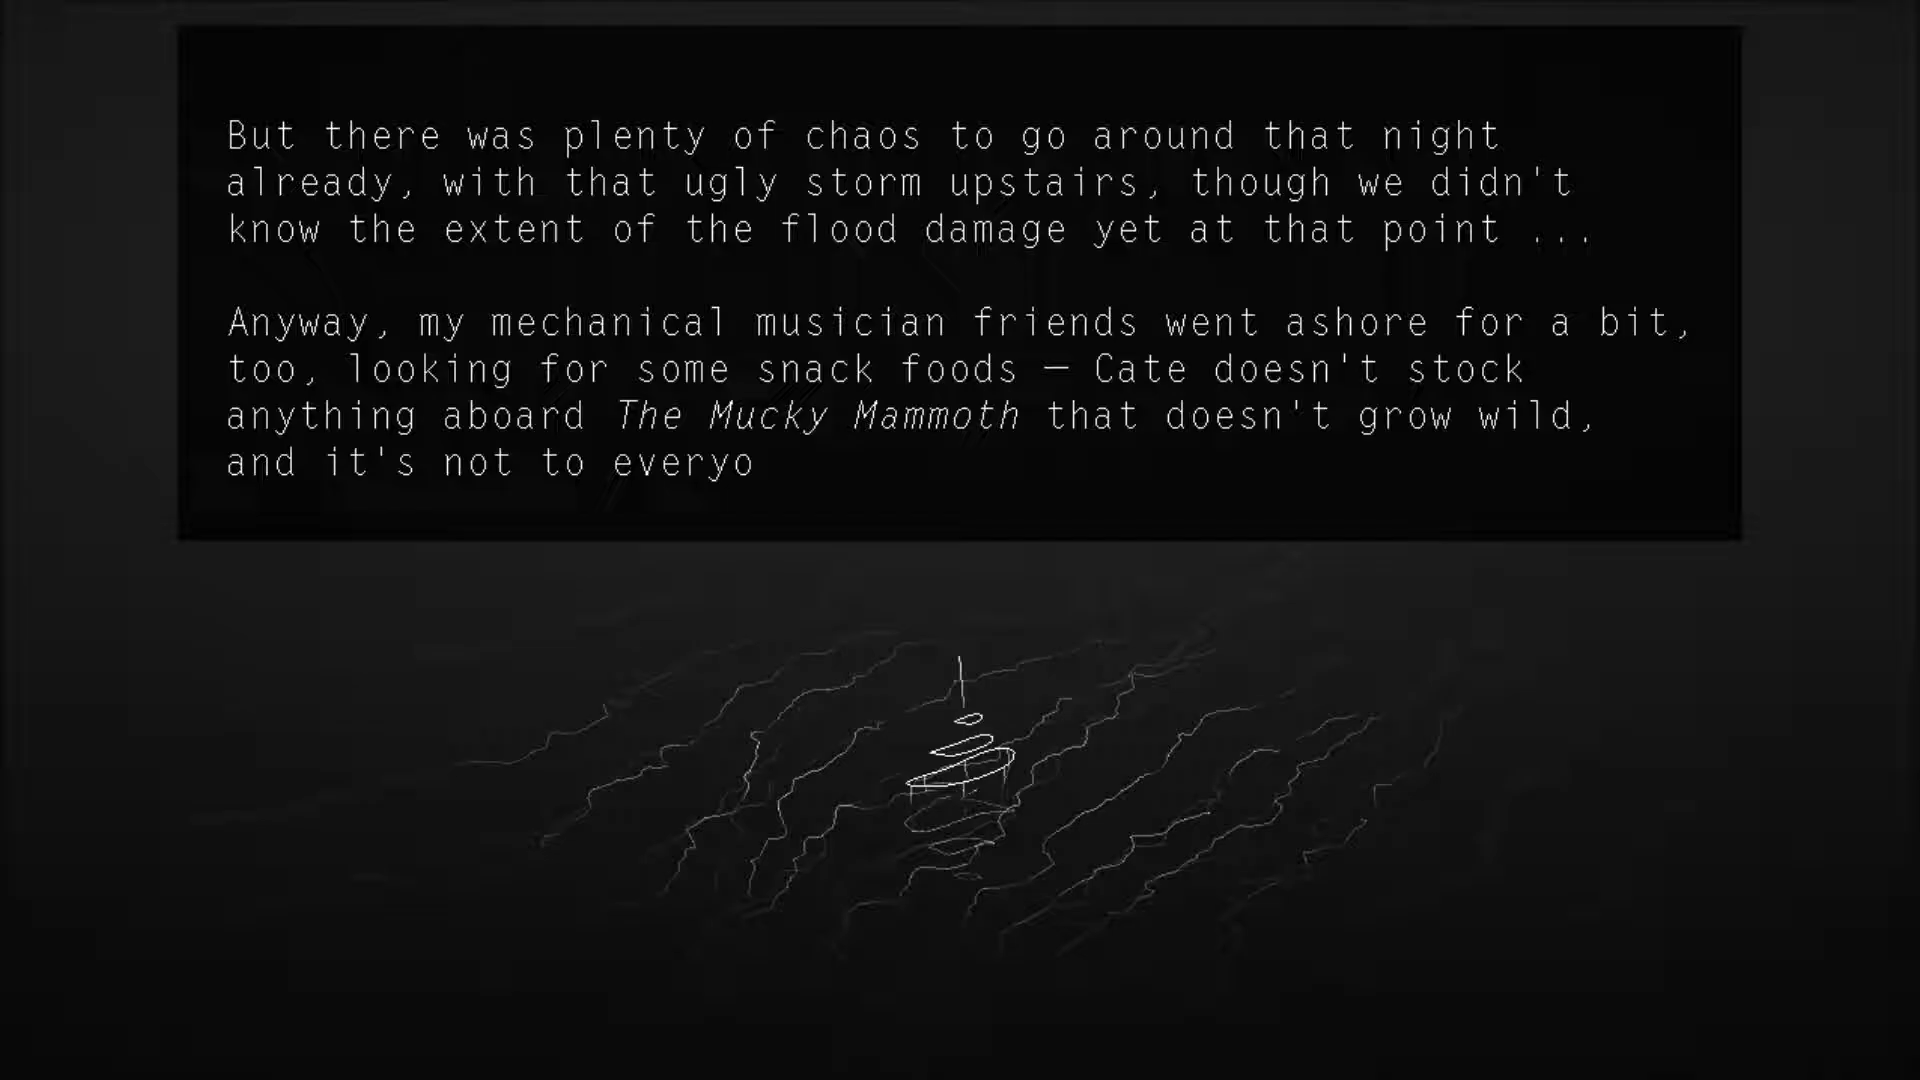 But there was plenty of chaos to go around that night
already, with that ugly storm upstairs, though we didn't
know the extent of the flood damage yet at that point ...
Anyway, my mechanical musician friends went ashore for a bit,
too, looking for some snack foods — Cate doesn't stock
anything aboard The Mucky Mammoth that doesn't grow wild,
and it's not to everyo